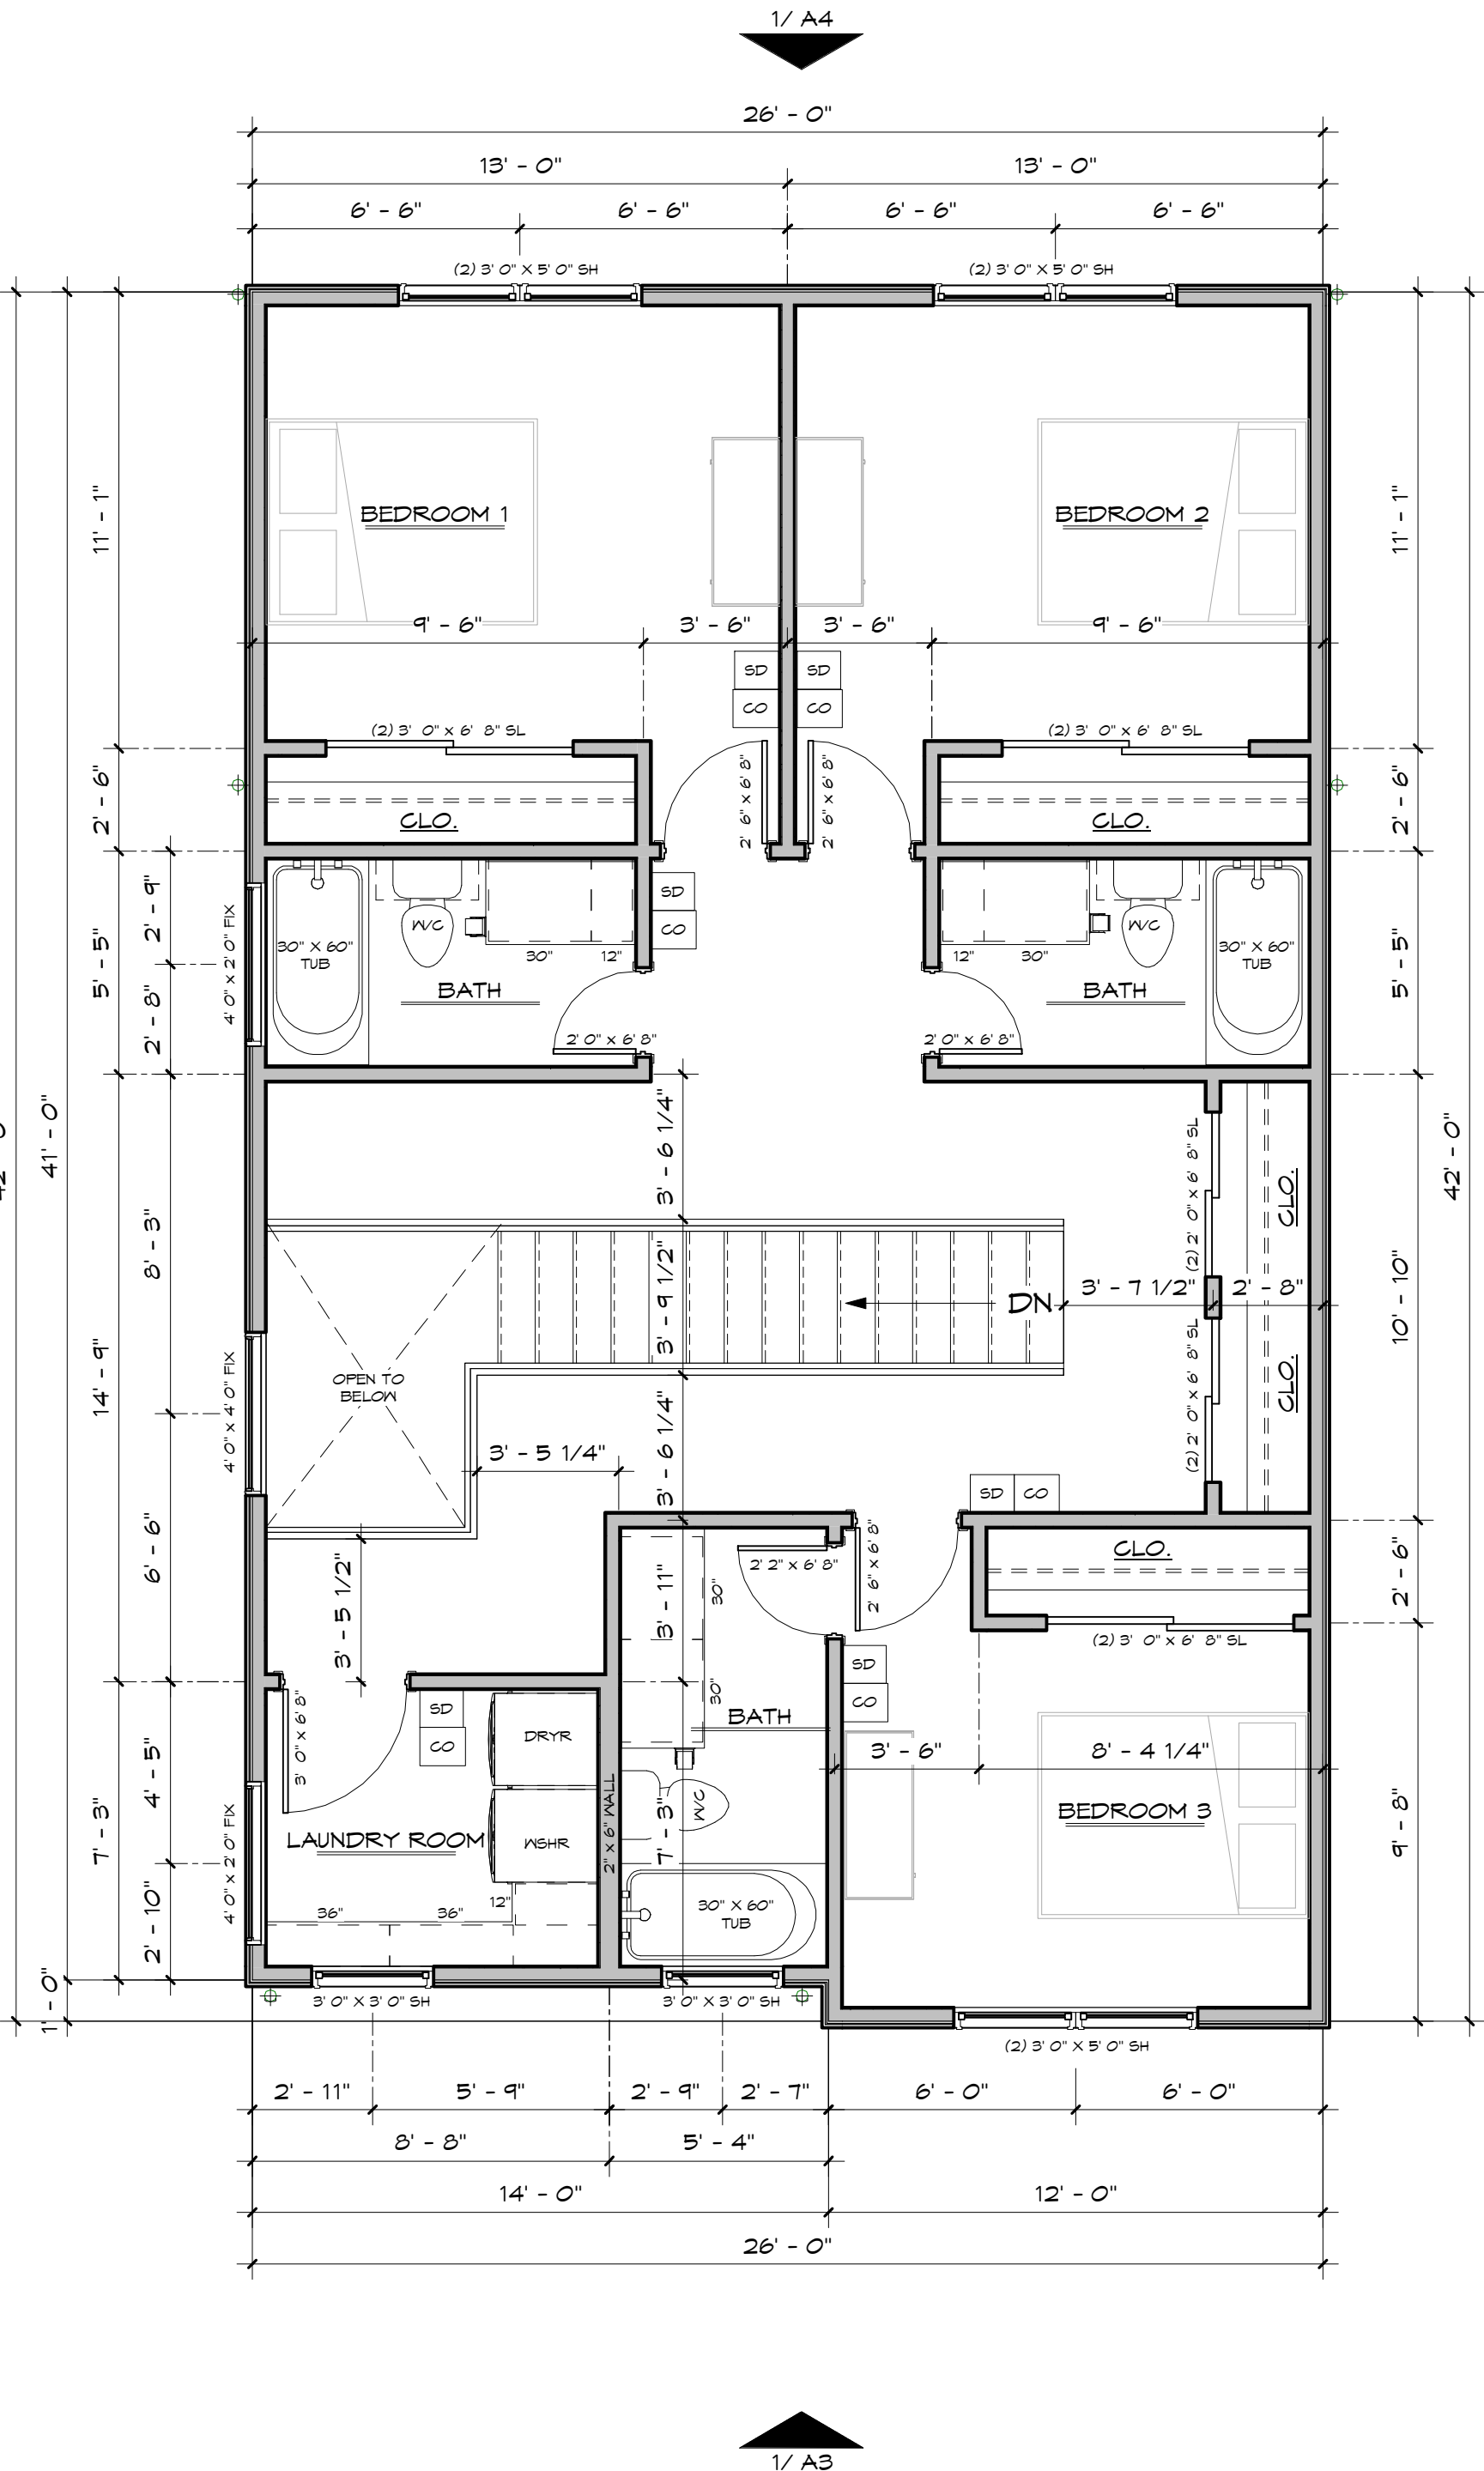 1/ A4
26' - 0"
13' - 0"
13' - 0"
6' - 6"
6' - 6"
6' - 6"
6' - 6"
(2) 3' 0" X 5' 0" SH
(2) 3' 0" X 5' 0" SH
11' - 1"
BEDROOM 1
BEDROOM 2
11' - 1"
9' - 6"
3' - 6"
3' - 6"
9' - 6"
SD
SD
CO
CO
(2) 3' 0" x 6' 8" SL
(2) 3' 0" x 6' 8" SL
2' 6" x 6' 8"
2' 6" x 6' 8"
2' - 6"
CLO.
CLO.
2' - 6"
2' - 9"
5' - 5"
4' 0" x 2' 0" FIX
30" X 60"
TUB
W/C
30"
12"
SD
CO
12"
30"
W/C
30" X 60"
TUB
5' - 5"
BATH
BATH
2' - 8"
2' 0" x 6' 8"
2' 0" x 6' 8"
41' - 0"
42' - 0"
3' - 6 1/4"
(2) 2' 0" x 6' 8" SL
CLO.
8' - 3"
3' - 9 1/2"
DN
3' - 7 1/2"
2' - 8"
10' - 10"
14' - 9"
4' 0" x 4' 0" FIX
OPEN TO
BELOW
(2) 2' 0" x 6' 8" SL
CLO.
3' - 5 1/4"
3' - 6 1/4"
SD
CO
6' - 6"
3' - 5 1/2"
3' - 11"
30"
2' 2" x 6' 8"
2' 6" x 6' 8"
CLO.
2' - 6"
(2) 3' 0" x 6' 8" SL
SD
CO
30"
BATH
3' 0" x 6' 8"
SD
CO
DRYR
3' - 6"
8' - 4 1/4"
4' - 5"
7' - 3"
LAUNDRY ROOM
WSHR
2" x 6" WALL
7' - 3"
W/C
BEDROOM 3
9' - 8"
4' 0" x 2' 0" FIX
2' - 10"
36"
36"
12"
30" X 60"
TUB
1' - 0"
3' 0" X 3' 0" SH
3' 0" X 3' 0" SH
(2) 3' 0" X 5' 0" SH
2' - 11"
5' - 9"
2' - 9"
2' - 7"
6' - 0"
6' - 0"
8' - 8"
5' - 4"
14' - 0"
12' - 0"
26' - 0"
1/ A3